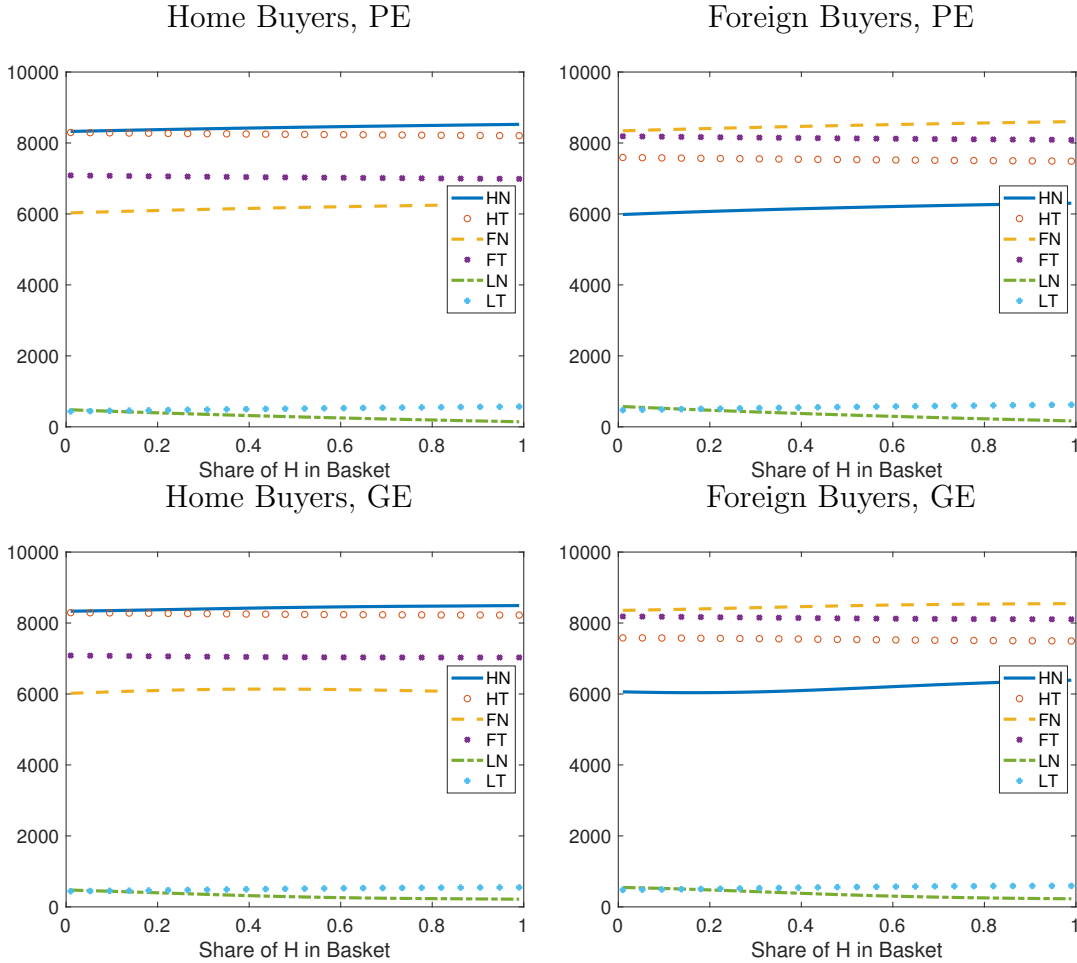 Home Buyers, PE
10000
8000
6000
4000
2000
0
0 0.2 0.4 0.6 0.8 1
Share of H in Basket
HN
HT
FN
FT
LN
LT
Foreign Buyers, PE
10000
8000
6000
4000
2000
0
0 0.2 0.4 0.6 0.8 1
Share of H in Basket
HN
HT
FN
FT
LN
LT
Home Buyers, GE
10000
8000
6000
4000
2000
0
0 0.2 0.4 0.6 0.8 1
Share of H in Basket
HN
HT
FN
FT
LN
LT
Foreign Buyers, GE
10000
8000
6000
4000
2000
0
0 0.2 0.4 0.6 0.8 1
Share of H in Basket
HN
HT
FN
FT
LN
LT